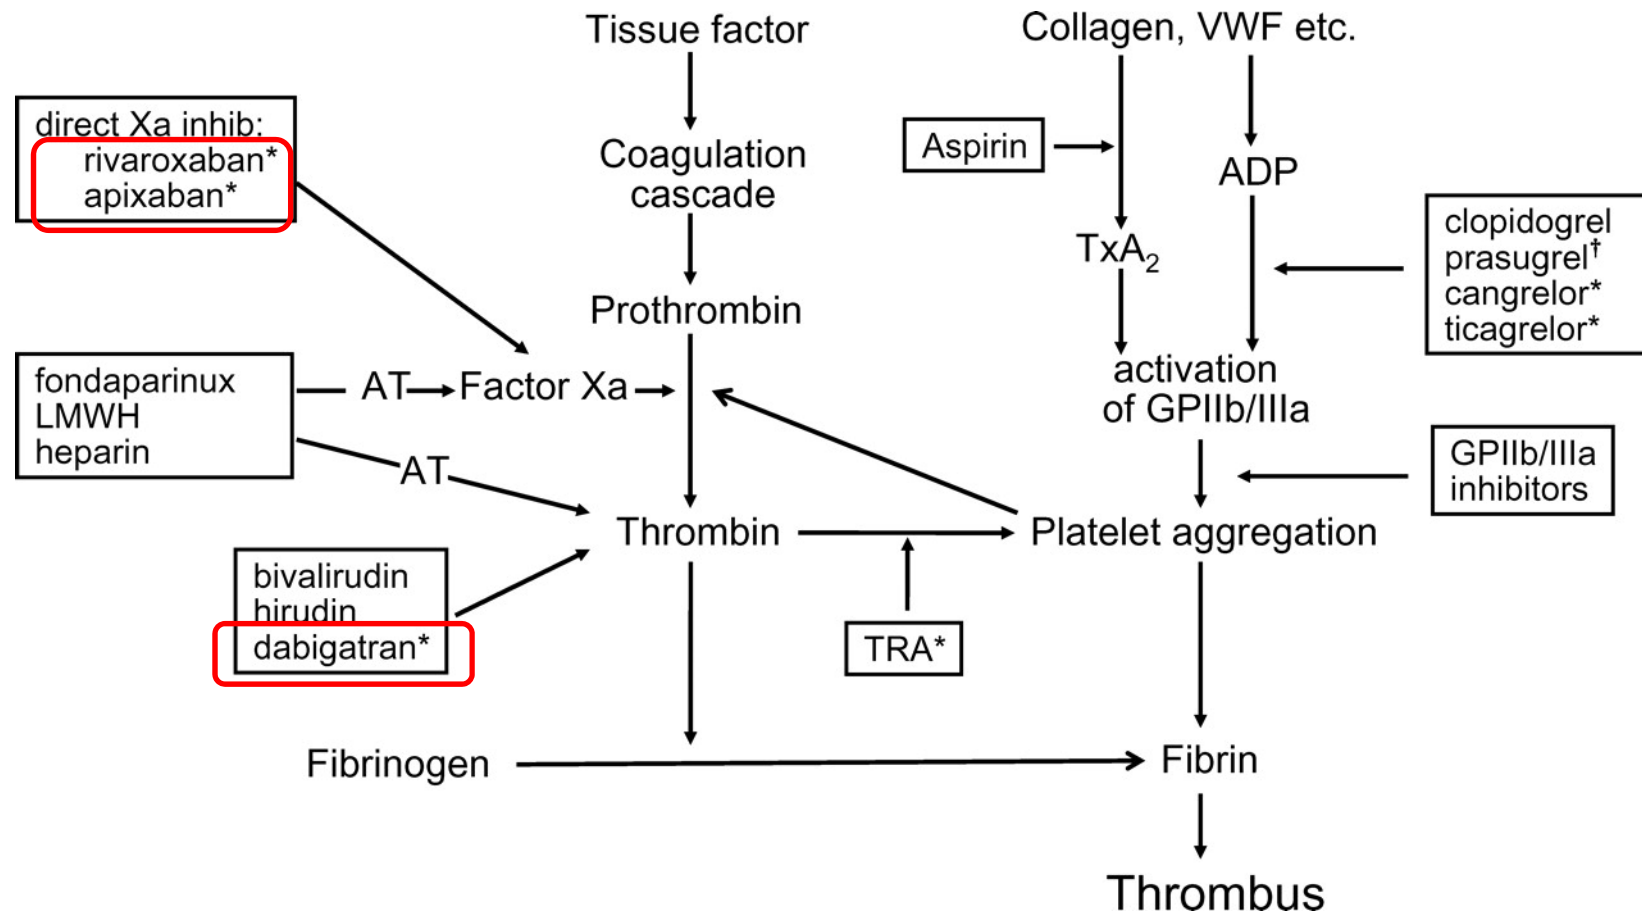 Tissue factor
Collagen, VWF etc.
direct Xa inhib:
rivaroxaban*
apixaban*
Aspirin
Coagulation
cascade
ADP
clopidogrel
prasugrel†
cangrelor*
ticagrelor*
TxA2
Prothrombin
fondaparinux
LMWH
heparin
AT
Factor Xa
activation
of GPIIb/IIIa
AT
GPIIb/IIIa
inhibitors
Thrombin
Platelet aggregation
bivalirudin
hirudin
dabigatran*
TRA*
Fibrinogen
Fibrin
Thrombus